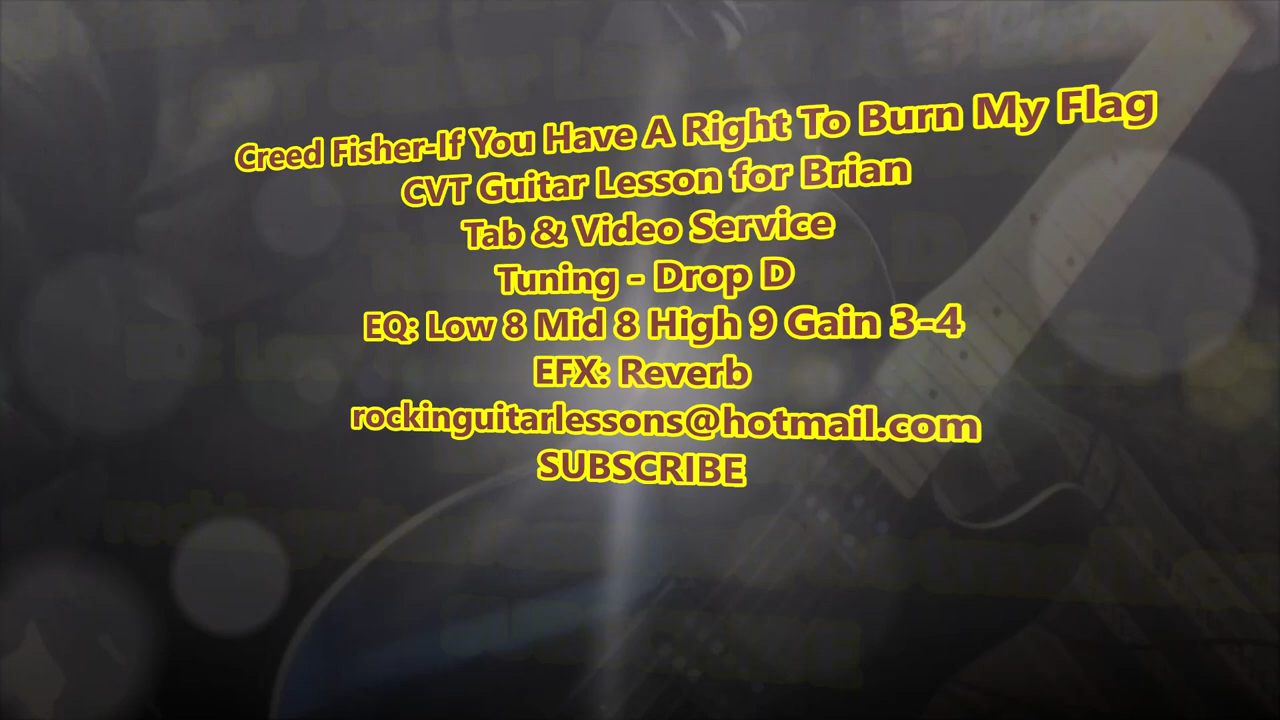 Creed Fisher-If You Have A Right To Burn My Flag
CVT Guitar Lesson for Brian
Tab & Video Service
Tuning - Drop D
EQ: Low 8 Mid 8 High 9 Gain 3-4
EFX: Reverb
rockinguitarlessons@hotmail.com
SUBSCRIBE